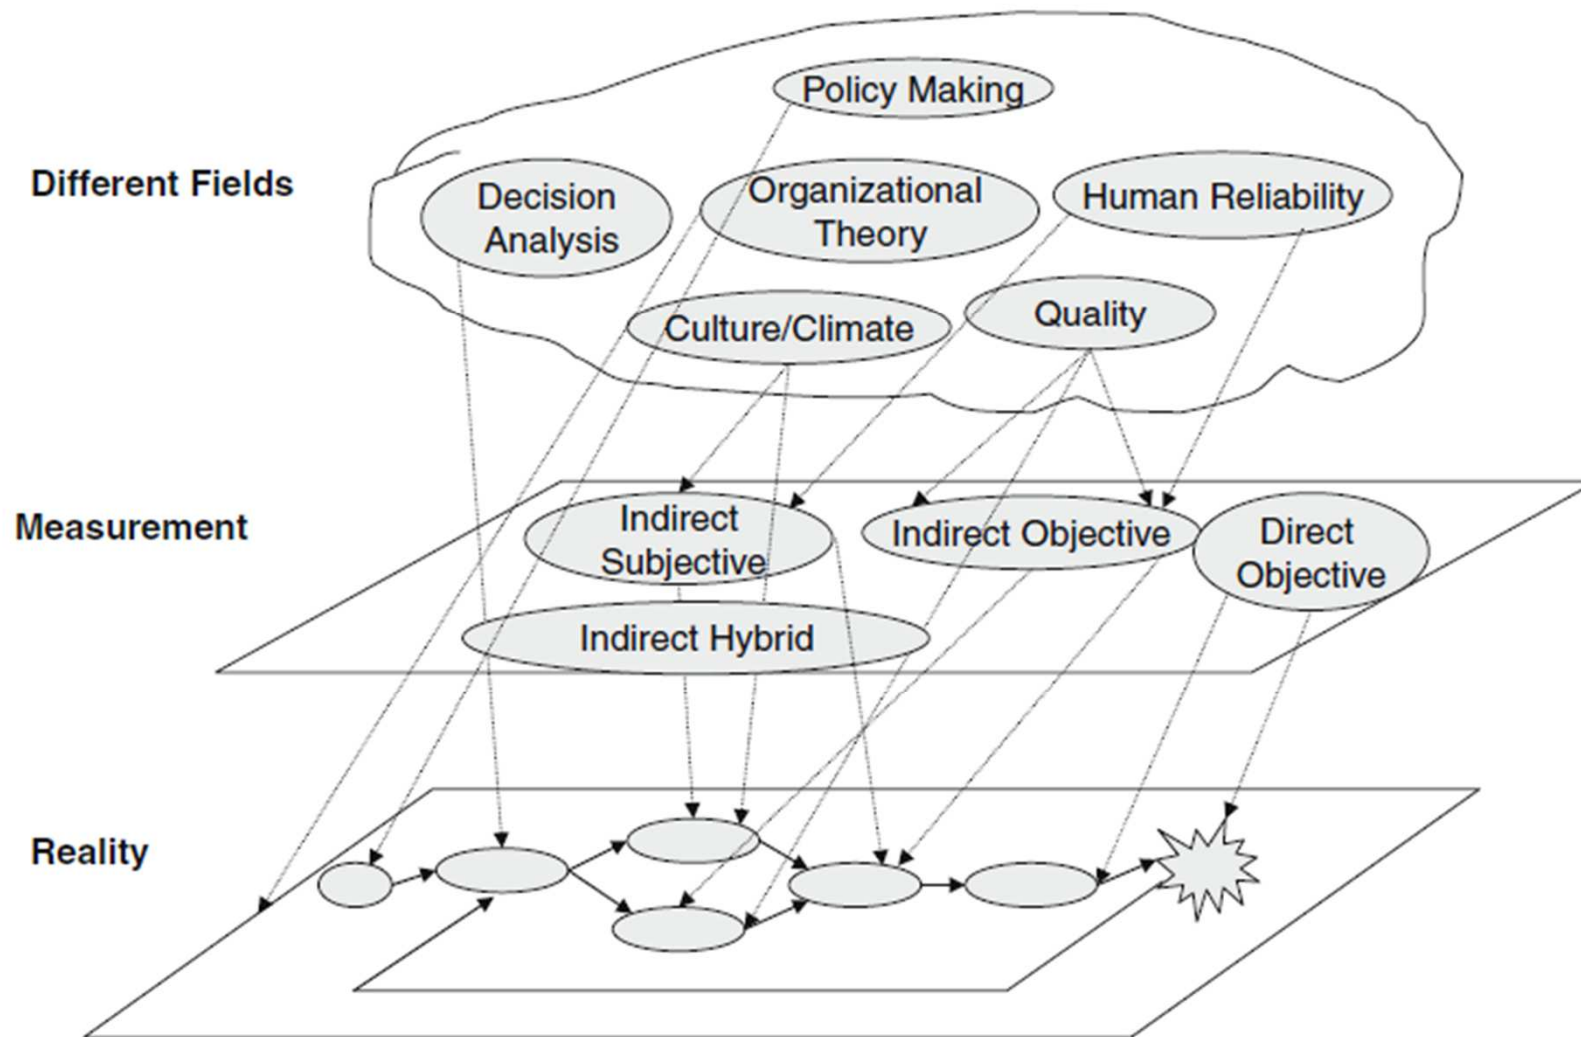 Policy Making
Different Fields
Decision
Analysis
Organizational
Theory
Human Reliability
Culture/Climate
Quality
Measurement
Indirect
Subjective
Indirect Objective
Direct
Objective
Indirect Hybrid
Reality